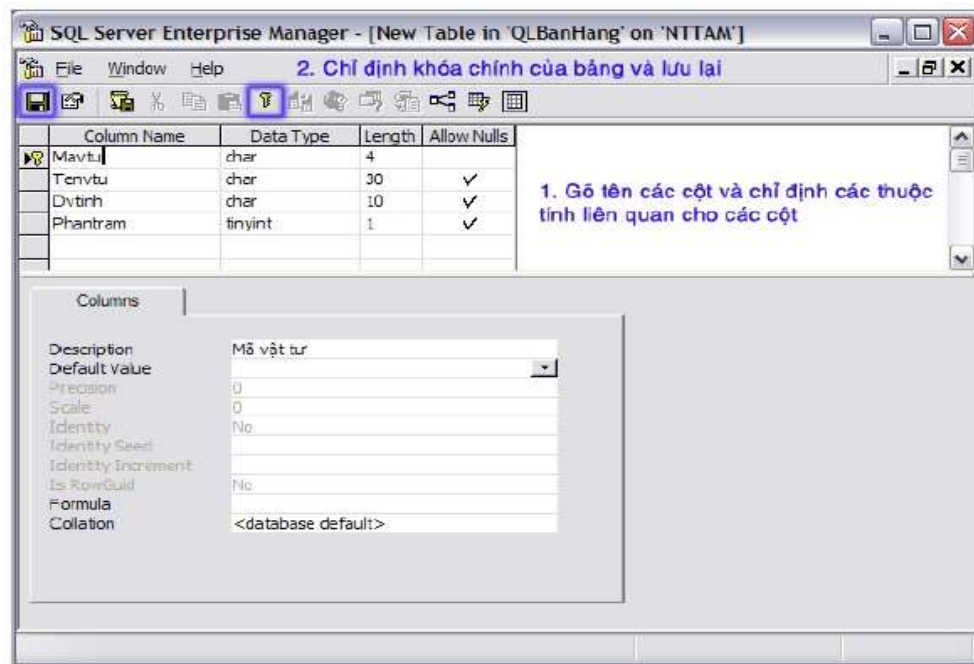 SQL Server Enterprise Manager - [New Table in 'QLBanHang' on 'NTTAM']
File Window Help
2. Chỉ định khóa chính của bảng và lưu lại
Column Name Data Type Length Allow Nulls
Mavtu char 4
Tenvtu char 30
Dvtinh char 10
Phantram tinyint 1
1. Gõ tên các cột và chỉ định các thuộc
tính liên quan cho các cột
Columns
Description Mã vật tư
Default Value
Precision 0
Scale 0
Identity No
Identity Seed
Identity Increment
Is RowGuid No
Formula
Collation <database default>